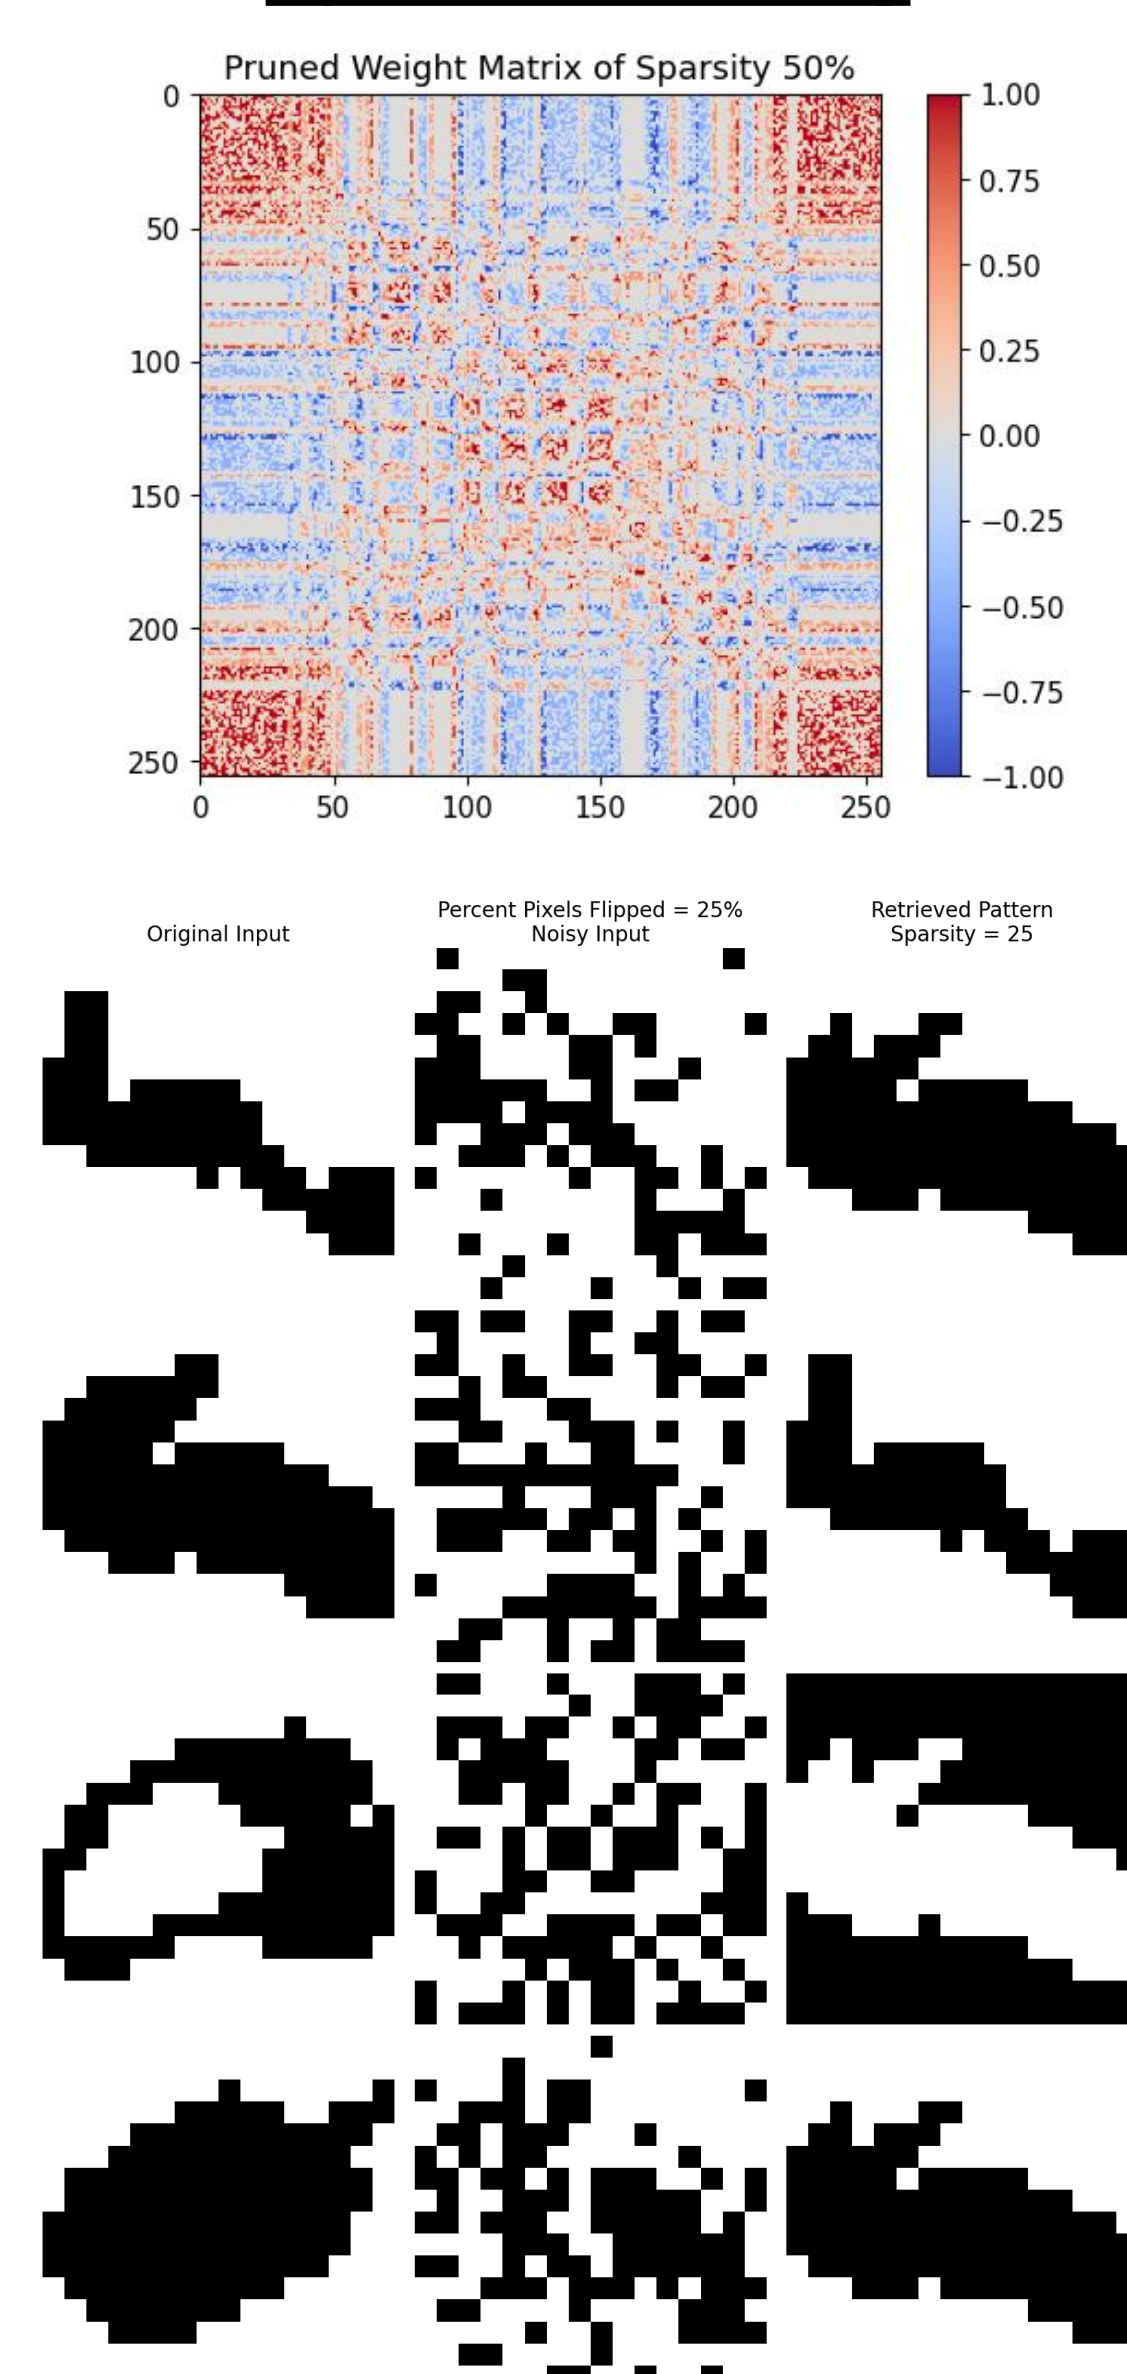 Pruned Weight Matrix of Sparsity 50%
0
50
100
150
200
250
0 50 100 150 200 250
1.00
0.75
0.50
0.25
0.00
−0.25
−0.50
−0.75
−1.00
Original Input
Percent Pixels Flipped = 25%
Noisy Input
Retrieved Pattern
Sparsity = 25